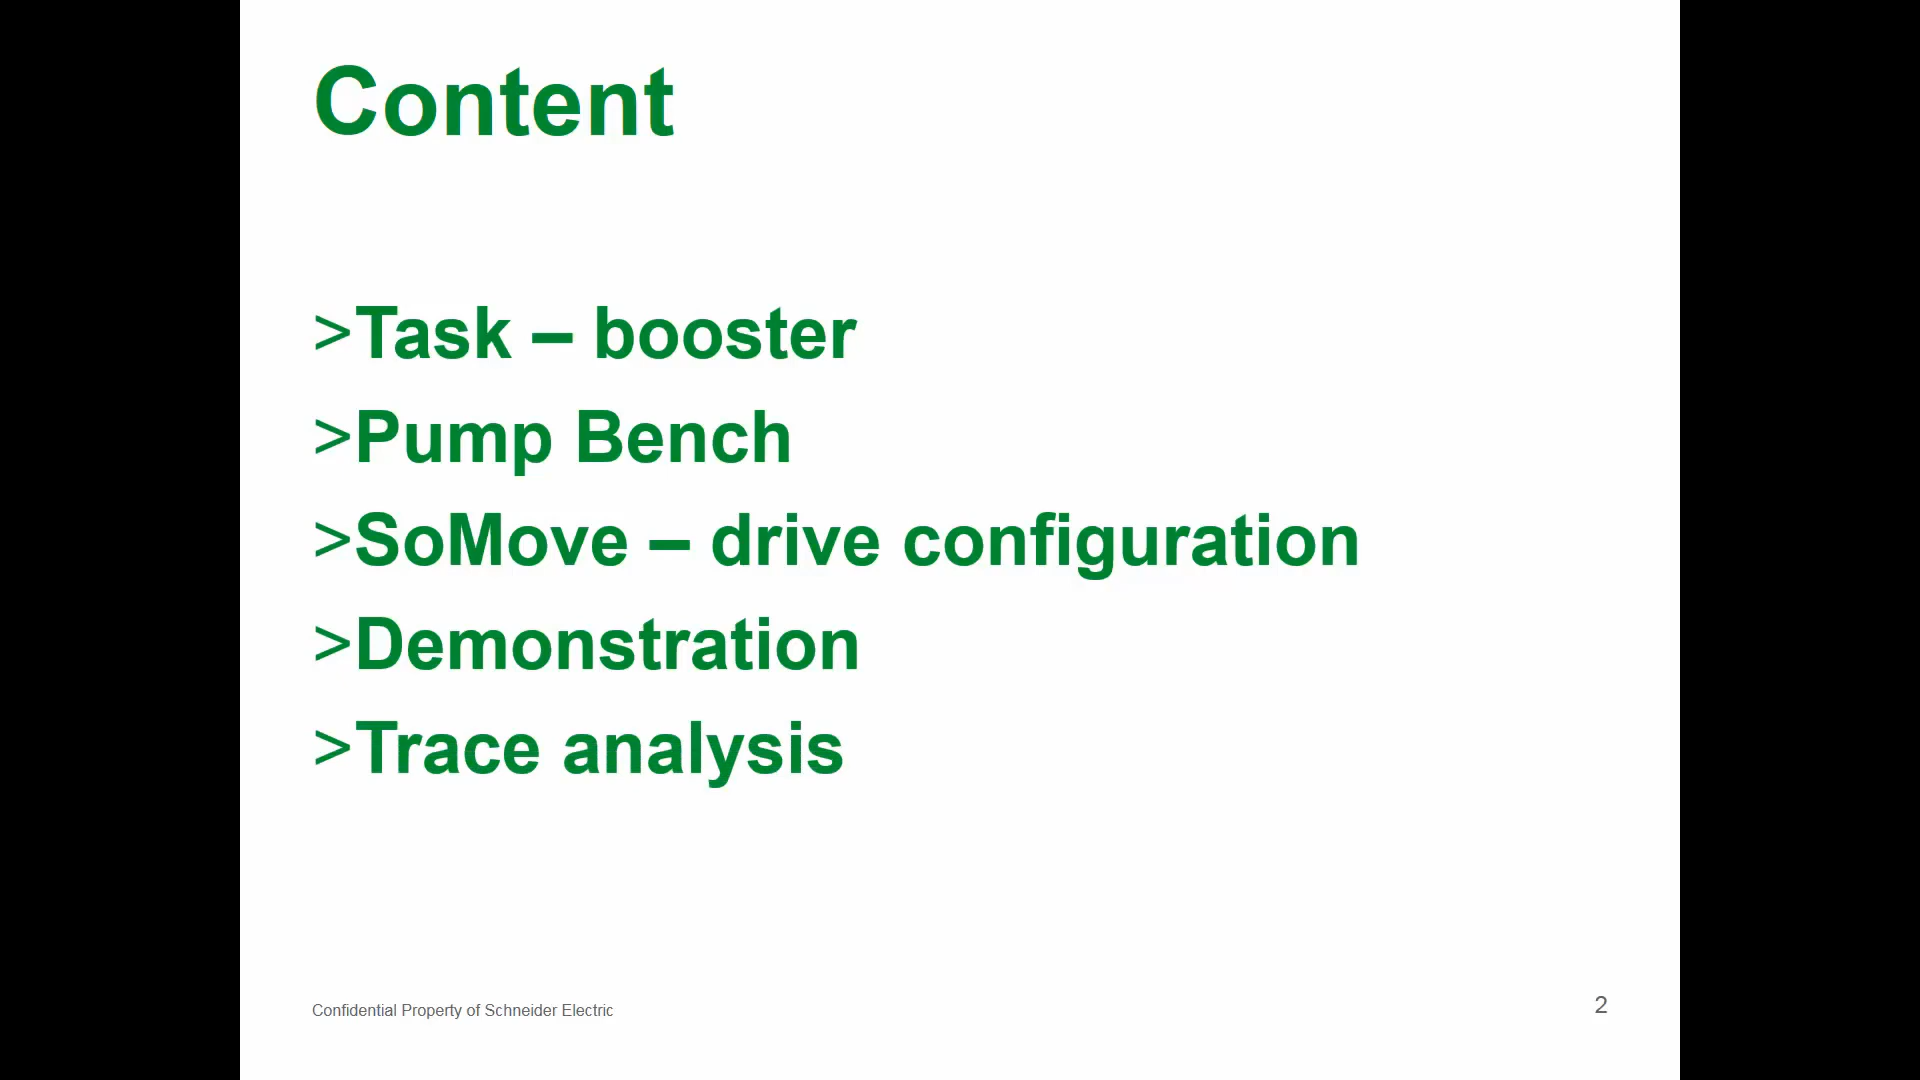 Content
>Task – booster
>Pump Bench
>SoMove – drive configuration
>Demonstration
>Trace analysis
Confidential Property of Schneider Electric
2